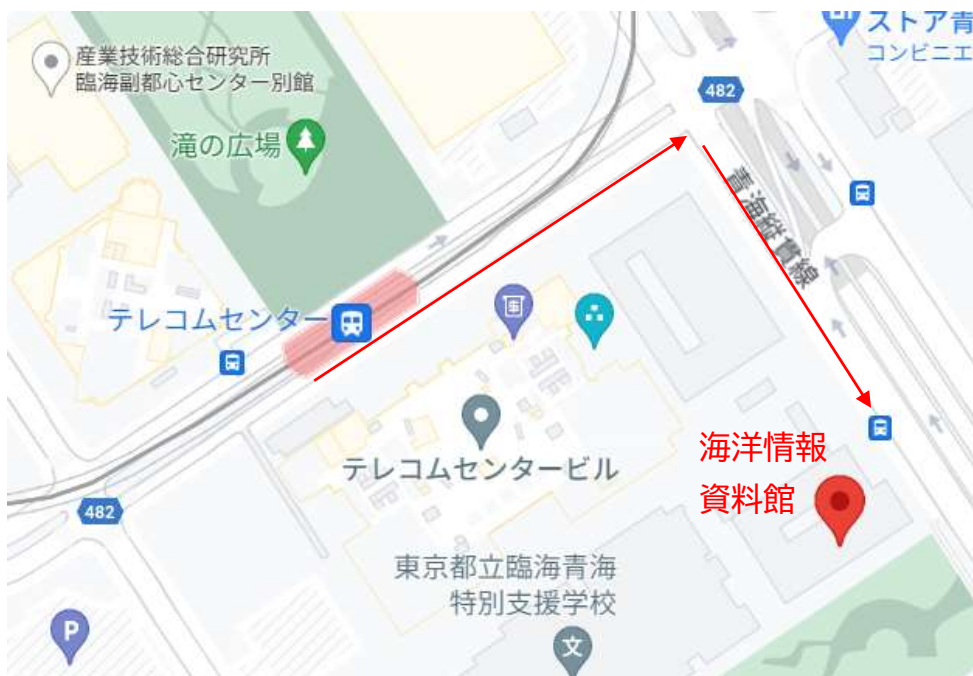 ストア青
コンビニエ
産業技術総合研究所
臨海副都心センター別館
482
滝の広場
青海縦貫線
テレコムセンター
テレコムセンタービル
海洋情報
資料館
482
東京都立臨海青海
特別支援学校
文
P